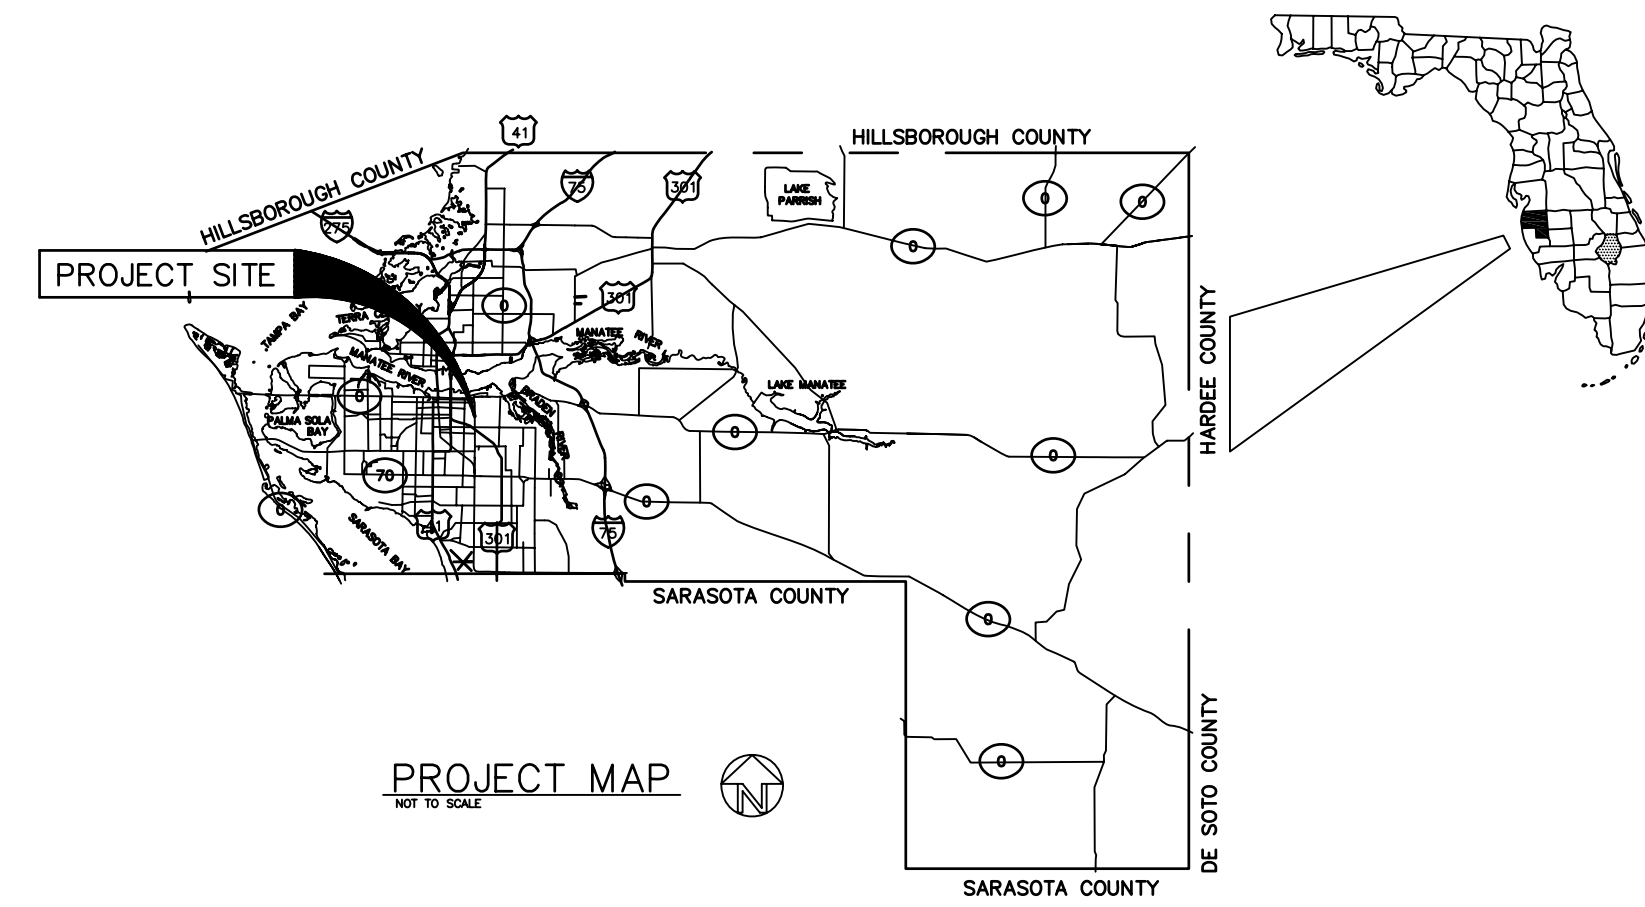 41
HILLSBOROUGH COUNTY
HILLSBOROUGH COUNTY
75
301
LAKE
PARRISH
0
0
275
0
PROJECT SITE
301
0
TAMPA BAY
TERRA C
MANATEE RIVER
MANATEE RIVER
LAKE MANATEE
HARDEE COUNTY
0
BRADEN RIVER
PALMA SOLA
BAY
0
0
70
0
0
SARASOTA BAY
41
301
75
SARASOTA COUNTY
0
0
DE SOTO COUNTY
PROJECT MAP
NOT TO SCALE
N
SARASOTA COUNTY